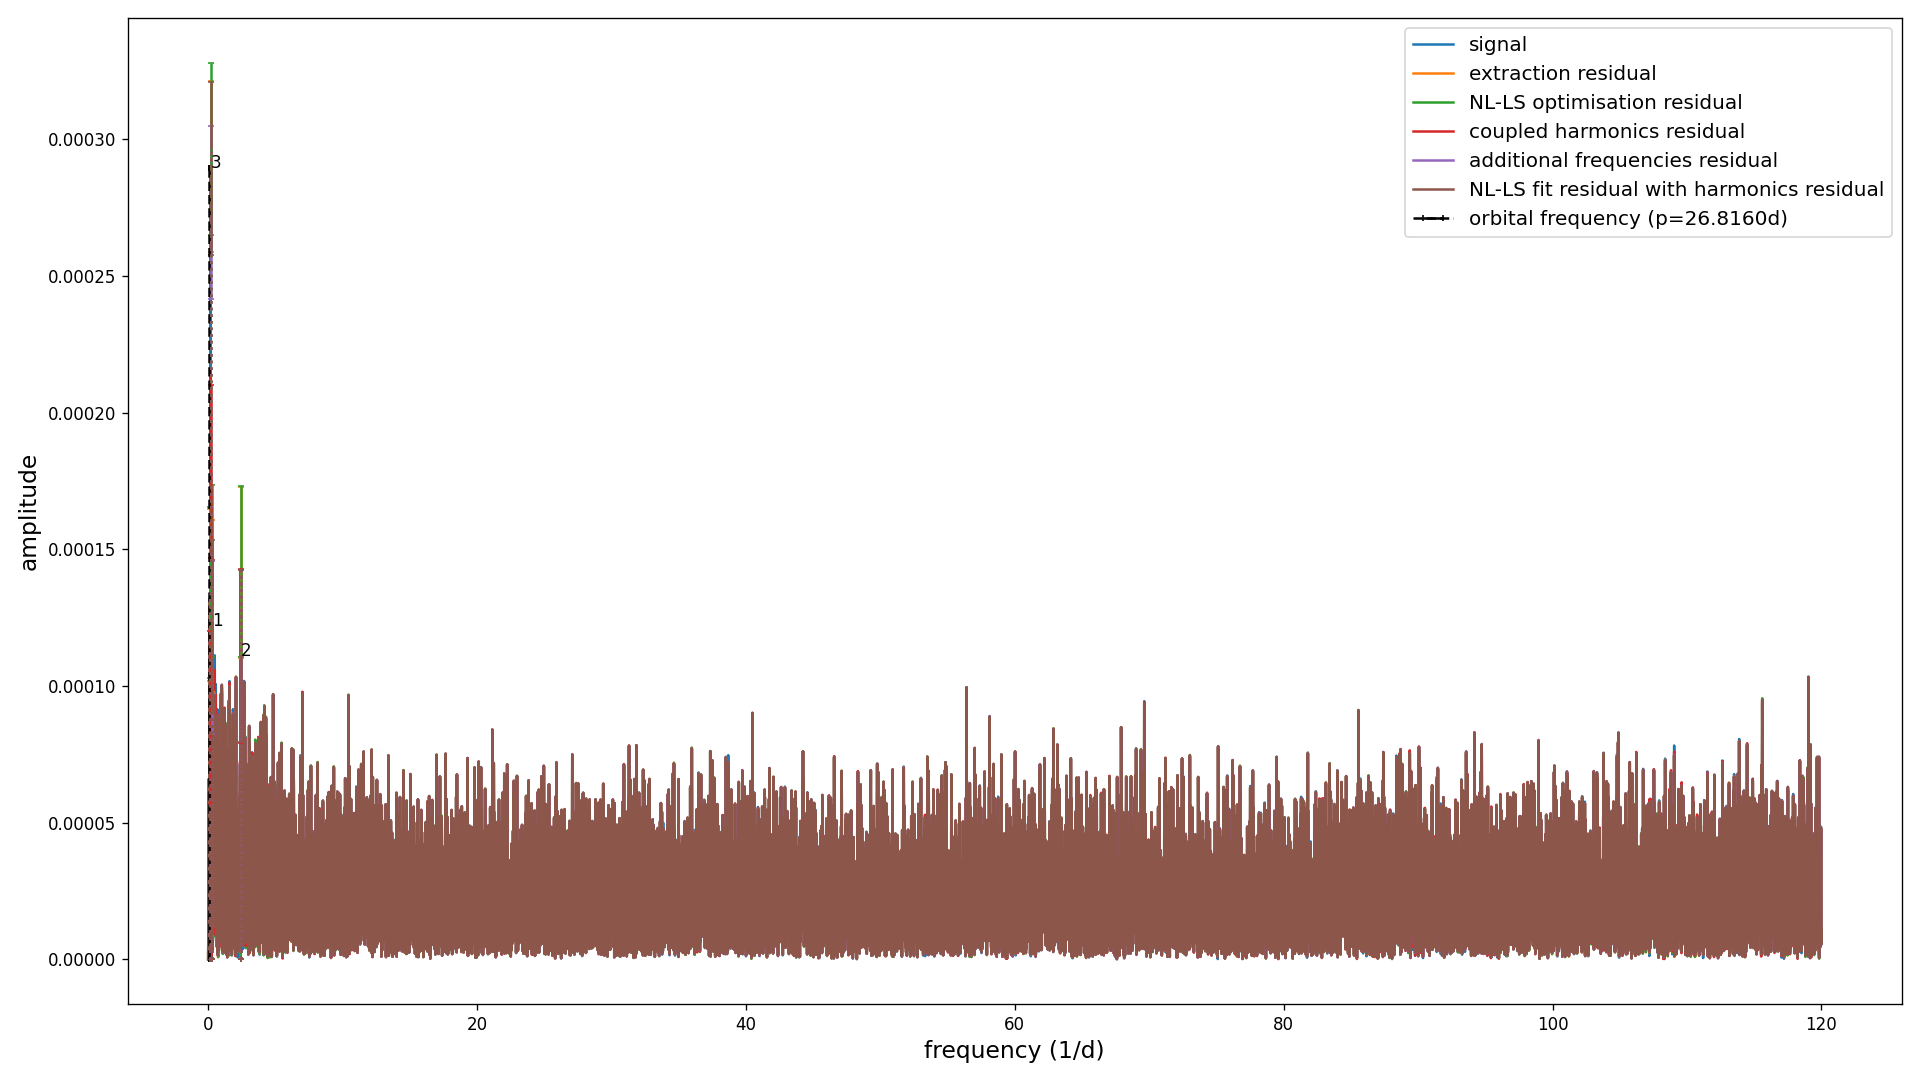 signal
extraction residual
NL-LS optimisation residual
coupled harmonics residual
additional frequencies residual
NL-LS fit residual with harmonics residual
orbital frequency (p=26.8160d)
amplitude
0.00030
0.00025
0.00020
0.00015
0.00010
0.00005
0.00000
3
1
2
0 20 40 60 80 100 120
frequency (1/d)